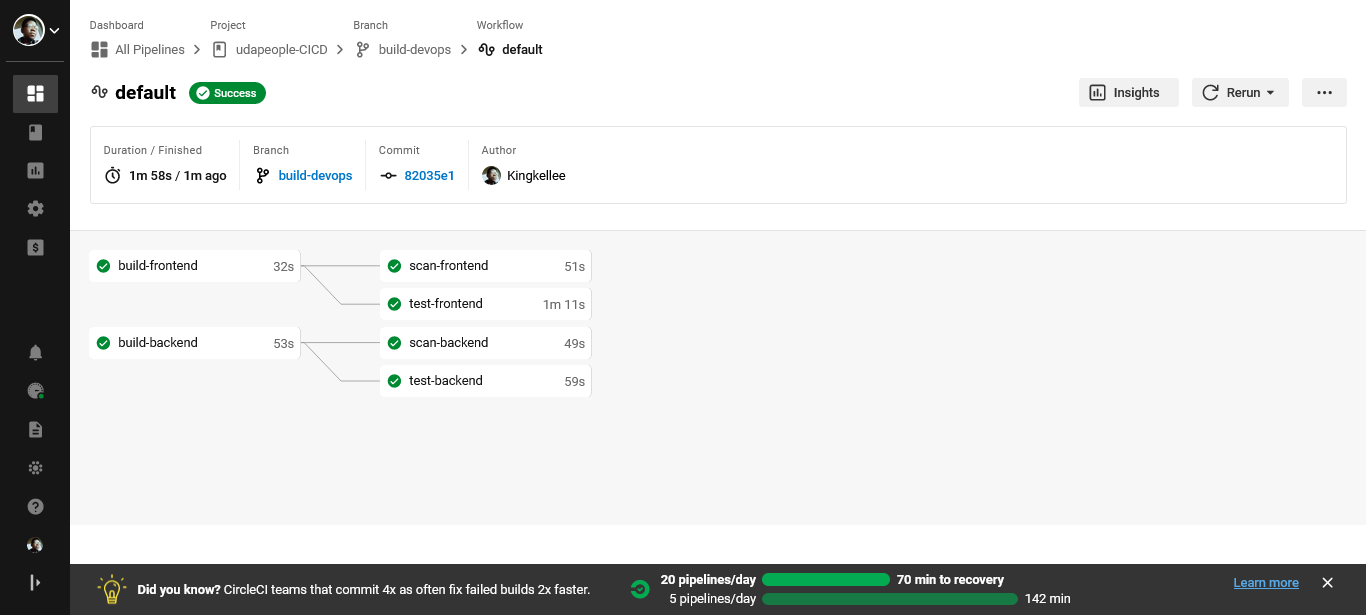 Dashboard Project Branch Workflow
All Pipelines udapeople-CICD build-devops default
default Success Insights Rerun
Duration / Finished Branch Commit Author
1m 58s / 1m ago build-devops 82035e1 Kingkellee
build-frontend 32s scan-frontend 51s
test-frontend 1m 11s
build-backend 53s scan-backend 49s
test-backend 59s
Did you know? CircleCI teams that commit 4x as often fix failed builds 2x faster.
20 pipelines/day 70 min to recovery
5 pipelines/day 142 min
Learn more